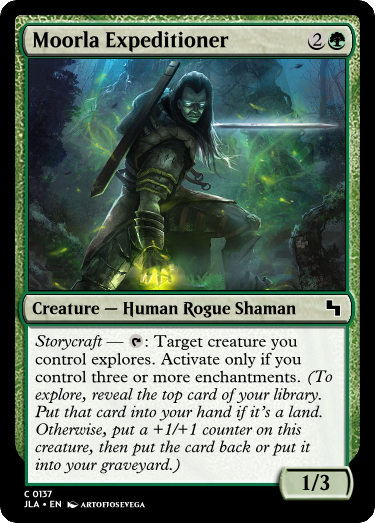 Moorla Expeditioner 2
Creature — Human Rogue Shaman
Storycraft — : Target creature you
control explores. Activate only if you
control three or more enchantments. (To
explore, reveal the top card of your library.
Put that card into your hand if it's a land.
Otherwise, put a +1/+1 counter on this
creature, then put the card back or put it
into your graveyard.)
1/3
C 0137
JLA • EN ARTOFJOSEVEGA